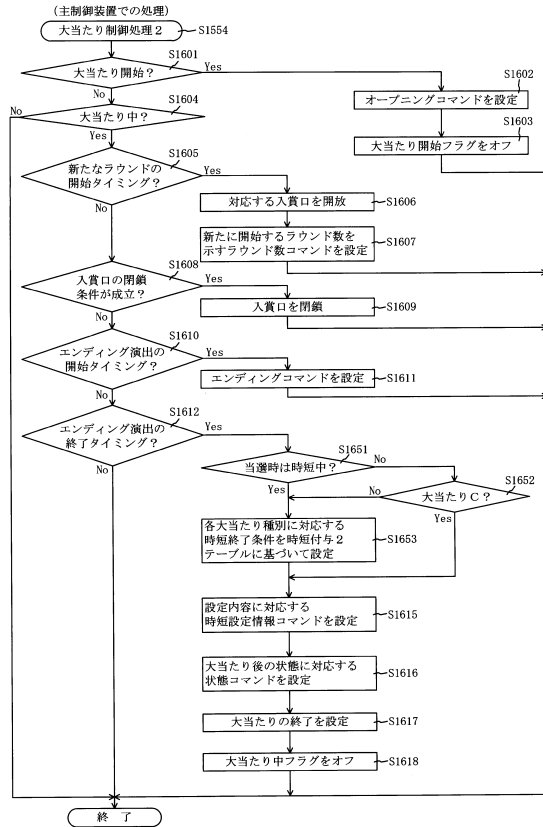 (主制御装置での処理)
大当たり制御処理2
S1554
S1601
大当たり開始?
Yes
No
S1602
オープニングコマンドを設定
S1603
大当たり開始フラグをオフ
S1604
No
大当たり中?
Yes
S1605
新たなラウンドの
開始タイミング?
Yes
No
対応する入賞口を開放
S1606
新たに開始するラウンド数を
示すラウンド数コマンドを設定
S1607
S1608
入賞口の閉鎖
条件が成立?
Yes
No
入賞口を閉鎖
S1609
S1610
エンディング演出の
開始タイミング?
Yes
No
エンディングコマンドを設定
S1611
S1612
エンディング演出の
終了タイミング?
Yes
No
S1651
当選時は時短中?
No
Yes
S1652
大当たりC?
No
Yes
各大当たり種別に対応する
時短終了条件を時短付与2
テーブルに基づいて設定
S1653
設定内容に対応する
時短設定情報コマンドを設定
S1615
大当たり後の状態に対応する
状態コマンドを設定
S1616
大当たりの終了を設定
S1617
大当たり中フラグをオフ
S1618
終了